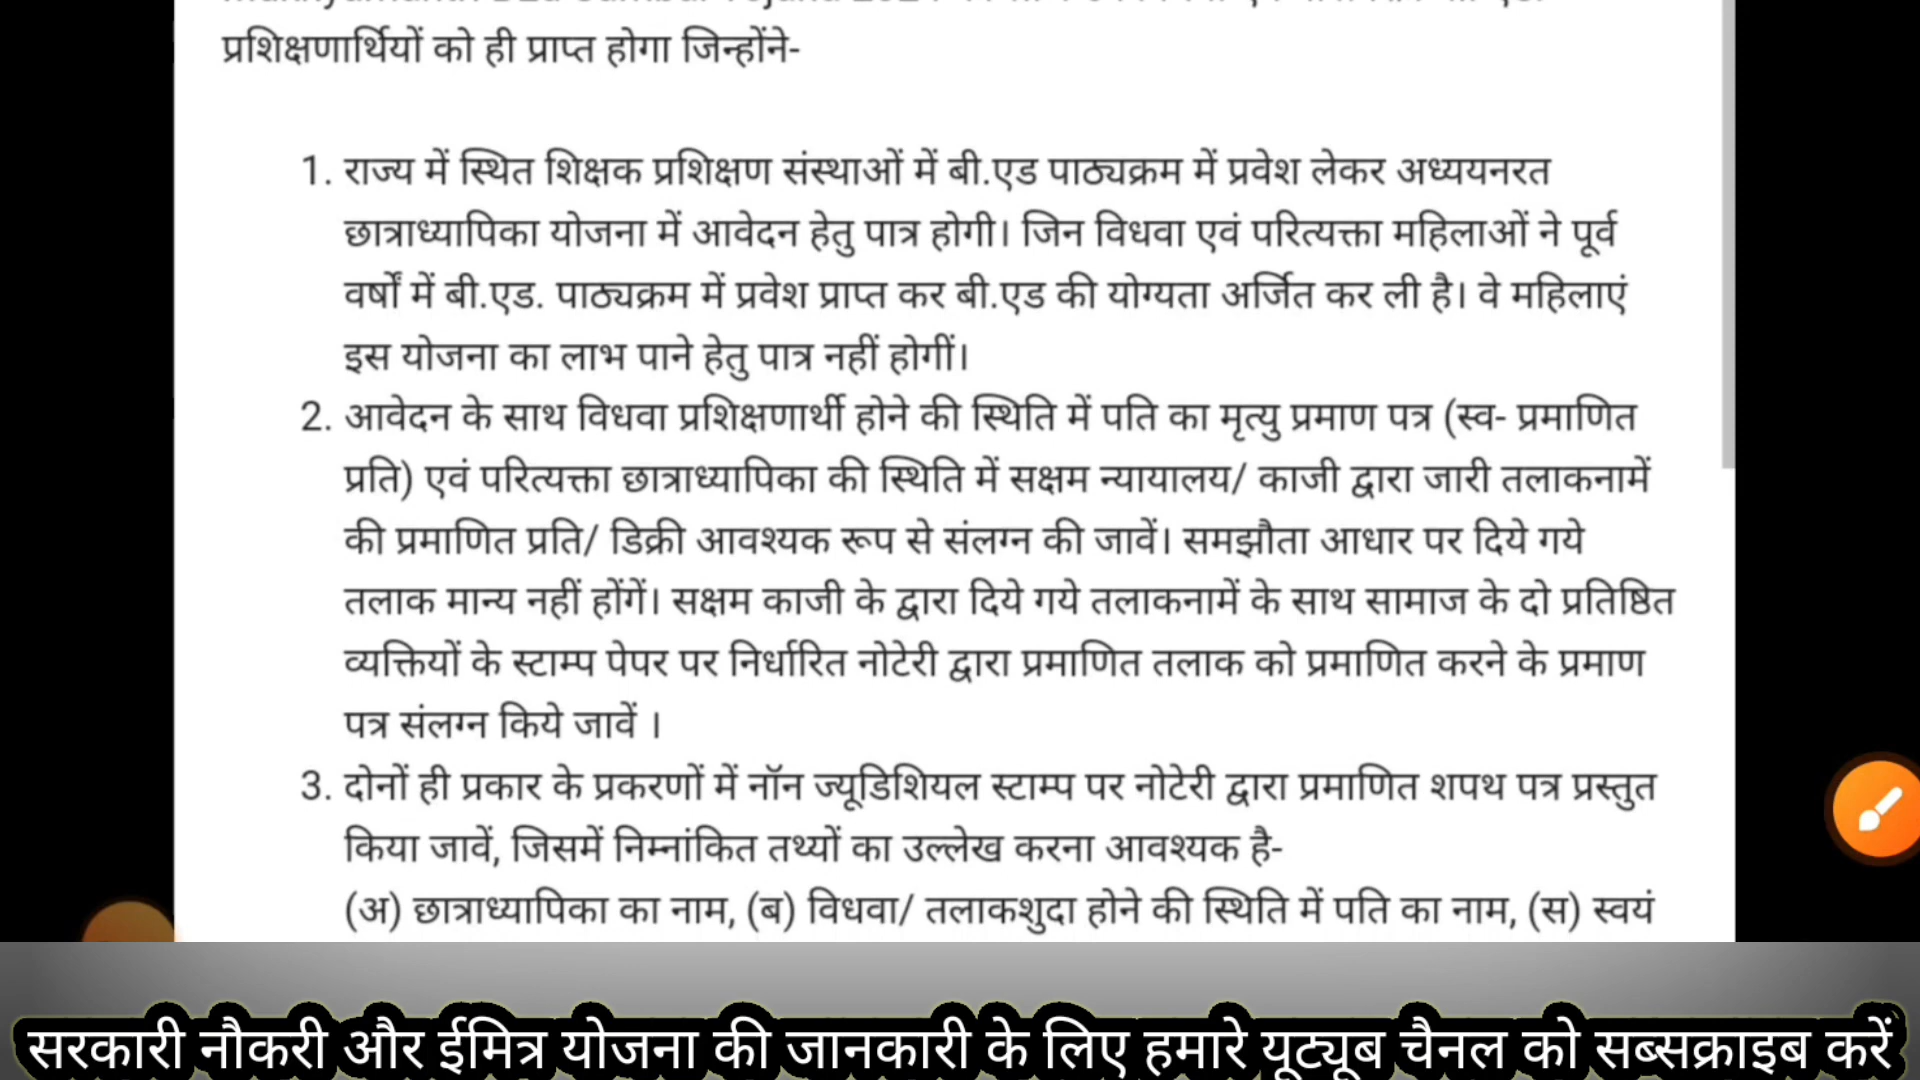 प्रशिक्षणार्थियों को ही प्राप्त होगा जिन्होंने-
1. राज्य में स्थित शिक्षक प्रशिक्षण संस्थाओं में बी.एड पाठ्यक्रम में प्रवेश लेकर अध्ययनरत
छात्राध्यापिका योजना में आवेदन हेतु पात्र होगी। जिन विधवा एवं परित्यक्ता महिलाओं ने पूर्व
वर्षों में बी.एड. पाठ्यक्रम में प्रवेश प्राप्त कर बी.एड की योग्यता अर्जित कर ली है। वे महिलाएं
इस योजना का लाभ पाने हेतु पात्र नहीं होगीं।
2. आवेदन के साथ विधवा प्रशिक्षणार्थी होने की स्थिति में पति का मृत्यु प्रमाण पत्र (स्व- प्रमाणित
प्रति) एवं परित्यक्ता छात्राध्यापिका की स्थिति में सक्षम न्यायालय/ काजी द्वारा जारी तलाकनामें
की प्रमाणित प्रति/ डिक्री आवश्यक रूप से संलग्न की जावें। समझौता आधार पर दिये गये
तलाक मान्य नहीं होंगें। सक्षम काजी के द्वारा दिये गये तलाकनामें के साथ सामाज के दो प्रतिष्ठित
व्यक्तियों के स्टाम्प पेपर पर निर्धारित नोटेरी द्वारा प्रमाणित तलाक को प्रमाणित करने के प्रमाण
पत्र संलग्न किये जावें ।
3. दोनों ही प्रकार के प्रकरणों में नॉन ज्यूडिशियल स्टाम्प पर नोटेरी द्वारा प्रमाणित शपथ पत्र प्रस्तुत
किया जावें, जिसमें निम्नांकित तथ्यों का उल्लेख करना आवश्यक है-
(अ) छात्राध्यापिका का नाम, (ब) विधवा/ तलाकशुदा होने की स्थिति में पति का नाम, (स) स्वयं
सरकारी नौकरी और ईमित्र योजना की जानकारी के लिए हमारे यूट्यूब चैनल को सब्सक्राइब करें